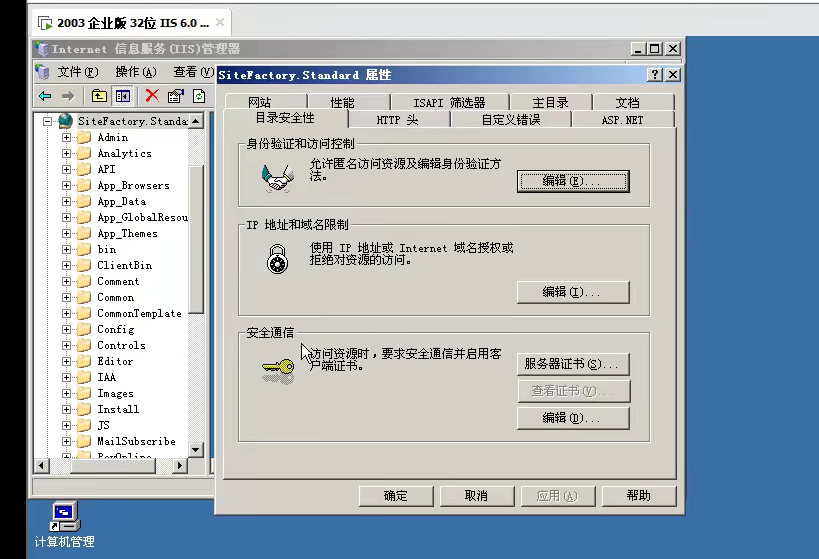 2003 企业版 32位 IIS 6.0 ...
Internet 信息服务(IIS)管理器
文件(F) 操作(A) 查看(V)
SiteFactory.Standard 属性
网站 性能 ISAPI 筛选器 主目录 文档
目录安全性 HTTP 头 自定义错误 ASP.NET
身份验证和访问控制
允许匿名访问资源及编辑身份验证方
法。
编辑(E)...
IP 地址和域名限制
使用 IP 地址或 Internet 域名授权或
拒绝对资源的访问。
编辑(I)...
安全通信
访问资源时，要求安全通信并启用客
户端证书。
服务器证书(S)...
查看证书(V)...
编辑(D)...
确定 取消 应用(A) 帮助
SiteFactory.Standa
Admin
Analytics
API
App_Browsers
App_Data
App_GlobalResou
App_Themes
bin
ClientBin
Comment
Common
CommonTemplate
Config
Controls
Editor
IAA
Images
Install
JS
MailSubscribe
PayOnline
计算机管理